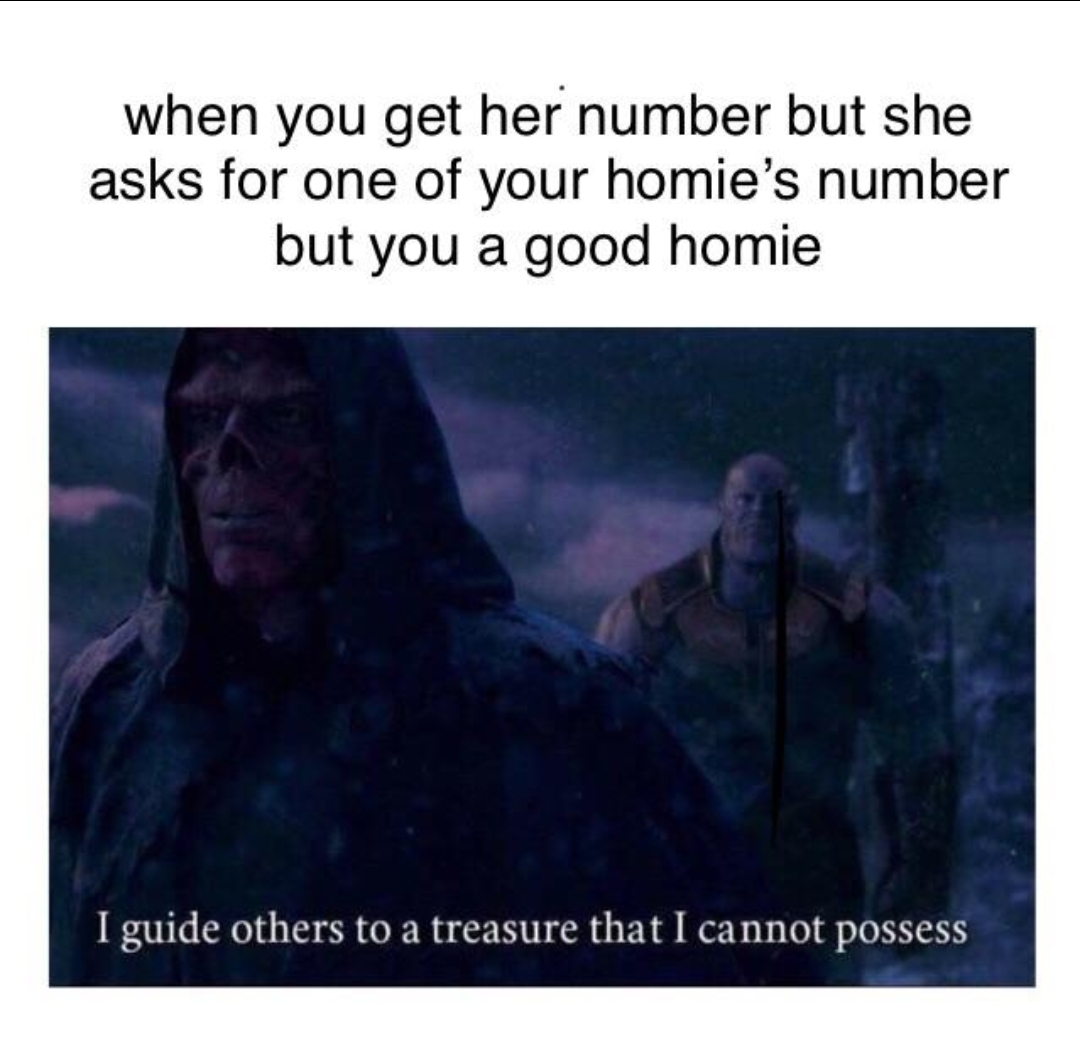 when you get her number but she
asks for one of your homie’s number
but you a good homie
I guide others to a treasure that I cannot possess